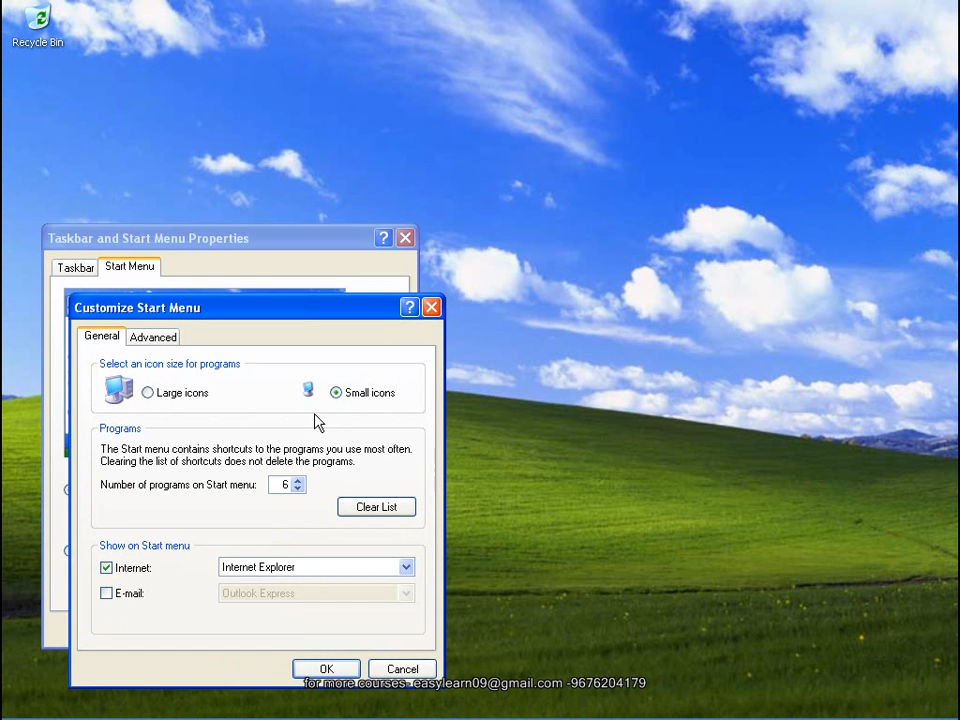 Recycle Bin
Taskbar and Start Menu Properties
Taskbar
Start Menu
Customize Start Menu
General
Advanced
Select an icon size for programs
Large icons
Small icons
Programs
The Start menu contains shortcuts to the programs you use most often.
Clearing the list of shortcuts does not delete the programs.
Number of programs on Start menu: 6
Clear List
Show on Start menu
Internet: Internet Explorer
E-mail: Outlook Express
OK
Cancel
for more courses- easylearn09@gmail.com -9676204179